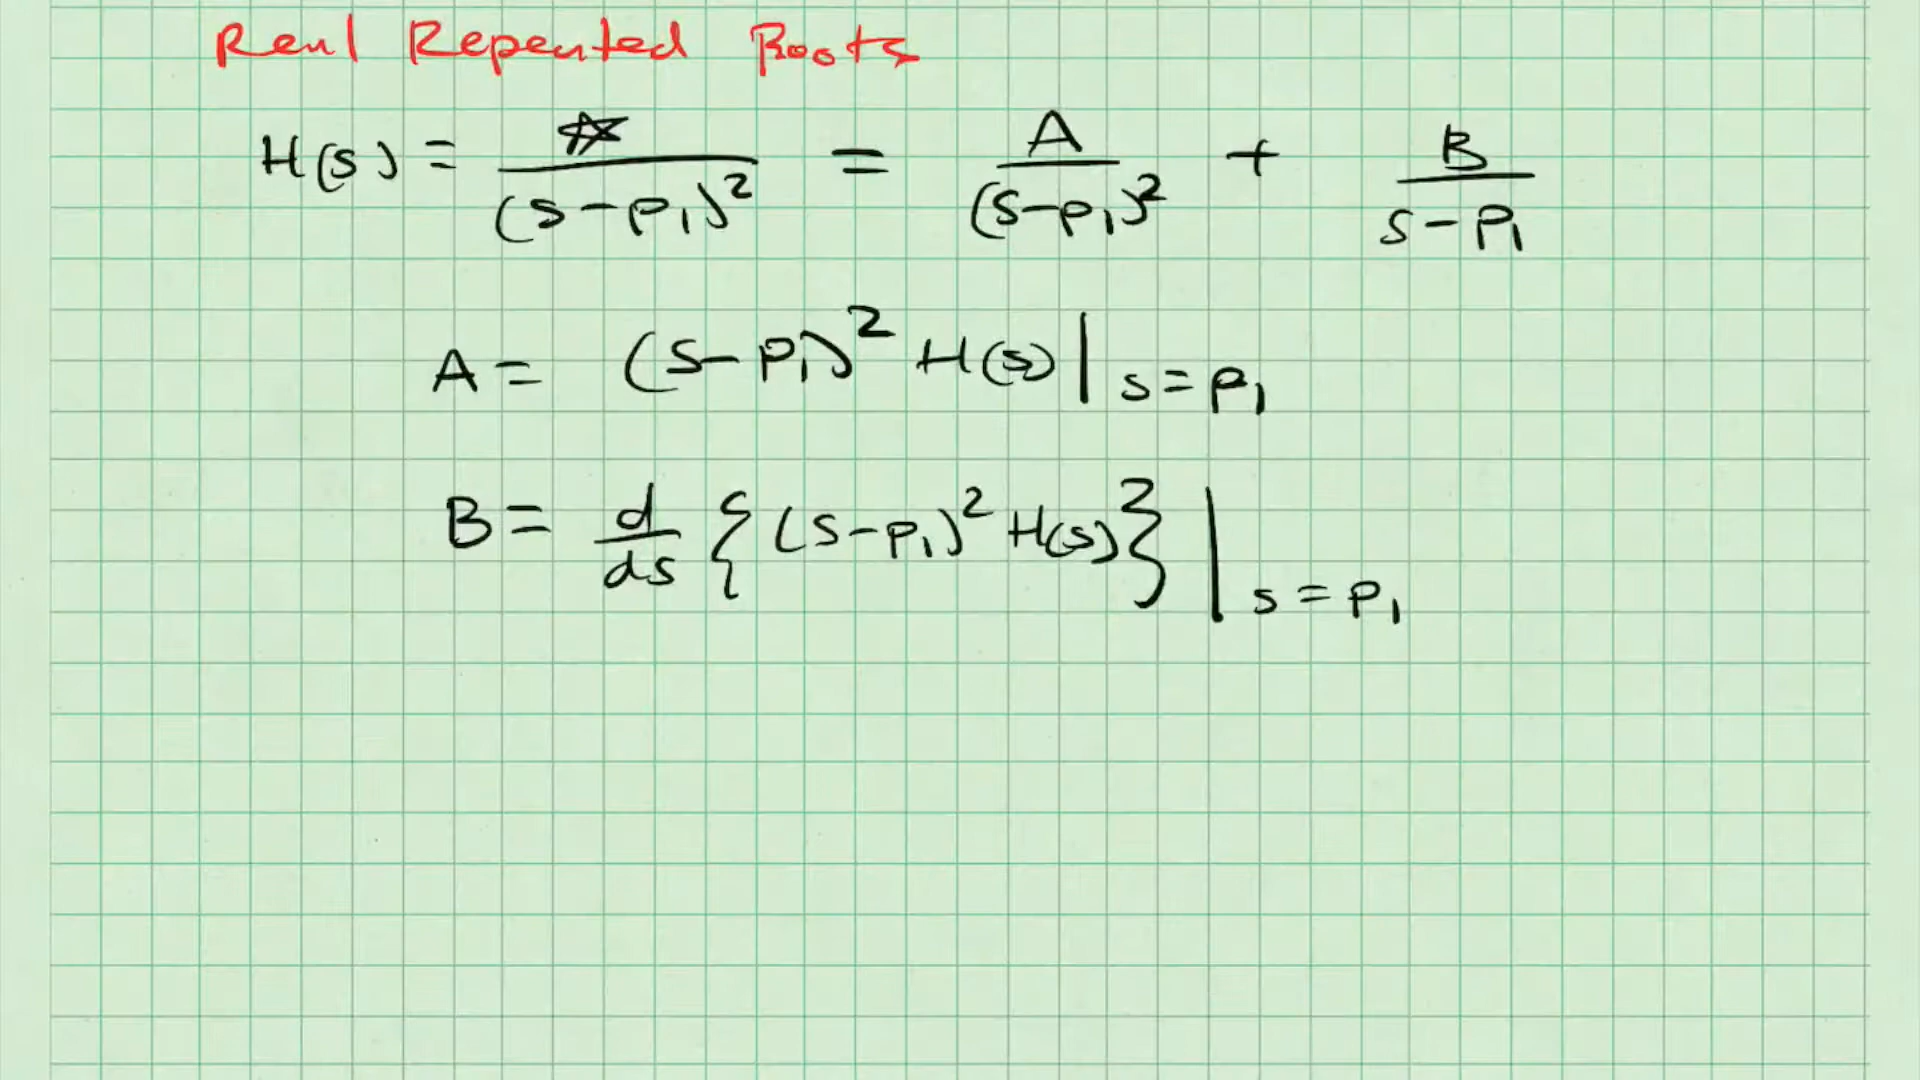 Real Repeated Roots
H(s) = ☆/(s-p₁)² = A/(s-p₁)² + B/(s-p₁)
A = (s-p₁)² H(s)|s=p₁
B = d/ds {(s-p₁)² H(s)}|s=p₁